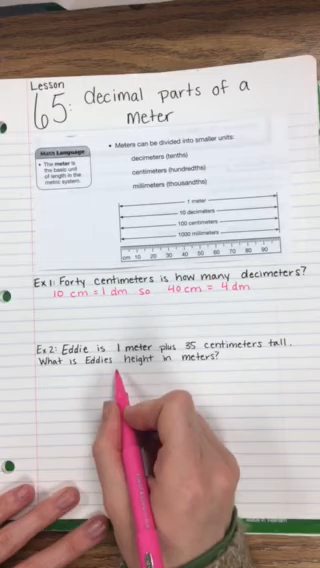 Lesson
65: decimal parts of a
meter
Math Language
• The meter is
the basic unit
of length in the
metric system.
• Meters can be divided into smaller units:
decimeters (tenths)
centimeters (hundredths)
millimeters (thousandths)
1 meter
10 decimeters
100 centimeters
1000 millimeters
cm 10 20 30 40 50 60 70 80 90
Ex 1: Forty centimeters is how many decimeters?
10 cm = 1 dm so 40 cm = 4 dm
Ex 2: Eddie is 1 meter plus 35 centimeters tall.
What is Eddies height in meters?